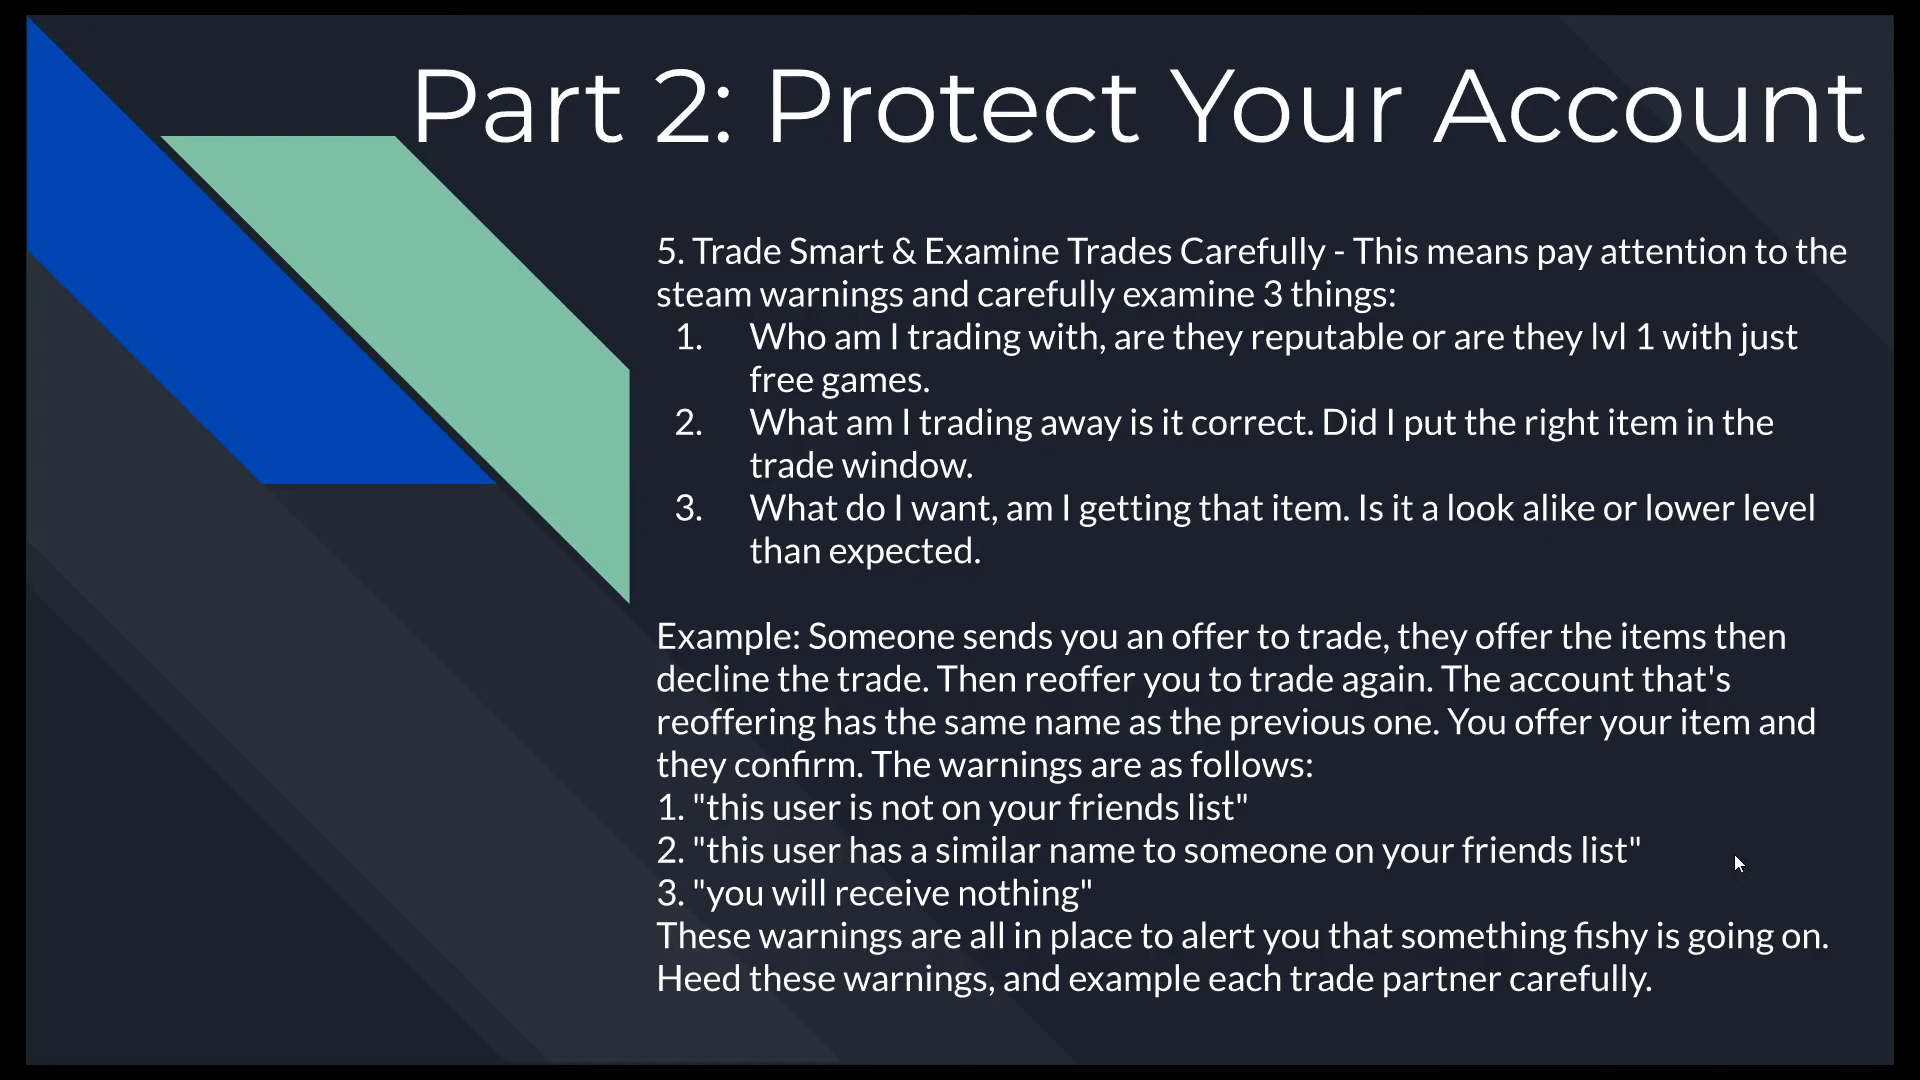 Part 2: Protect Your Account
5. Trade Smart & Examine Trades Carefully - This means pay attention to the
steam warnings and carefully examine 3 things:
1. Who am I trading with, are they reputable or are they lvl 1 with just
free games.
2. What am I trading away is it correct. Did I put the right item in the
trade window.
3. What do I want, am I getting that item. Is it a look alike or lower level
than expected.
Example: Someone sends you an offer to trade, they offer the items then
decline the trade. Then reoffer you to trade again. The account that's
reoffering has the same name as the previous one. You offer your item and
they confirm. The warnings are as follows:
1. "this user is not on your friends list"
2. "this user has a similar name to someone on your friends list"
3. "you will receive nothing"
These warnings are all in place to alert you that something fishy is going on.
Heed these warnings, and example each trade partner carefully.